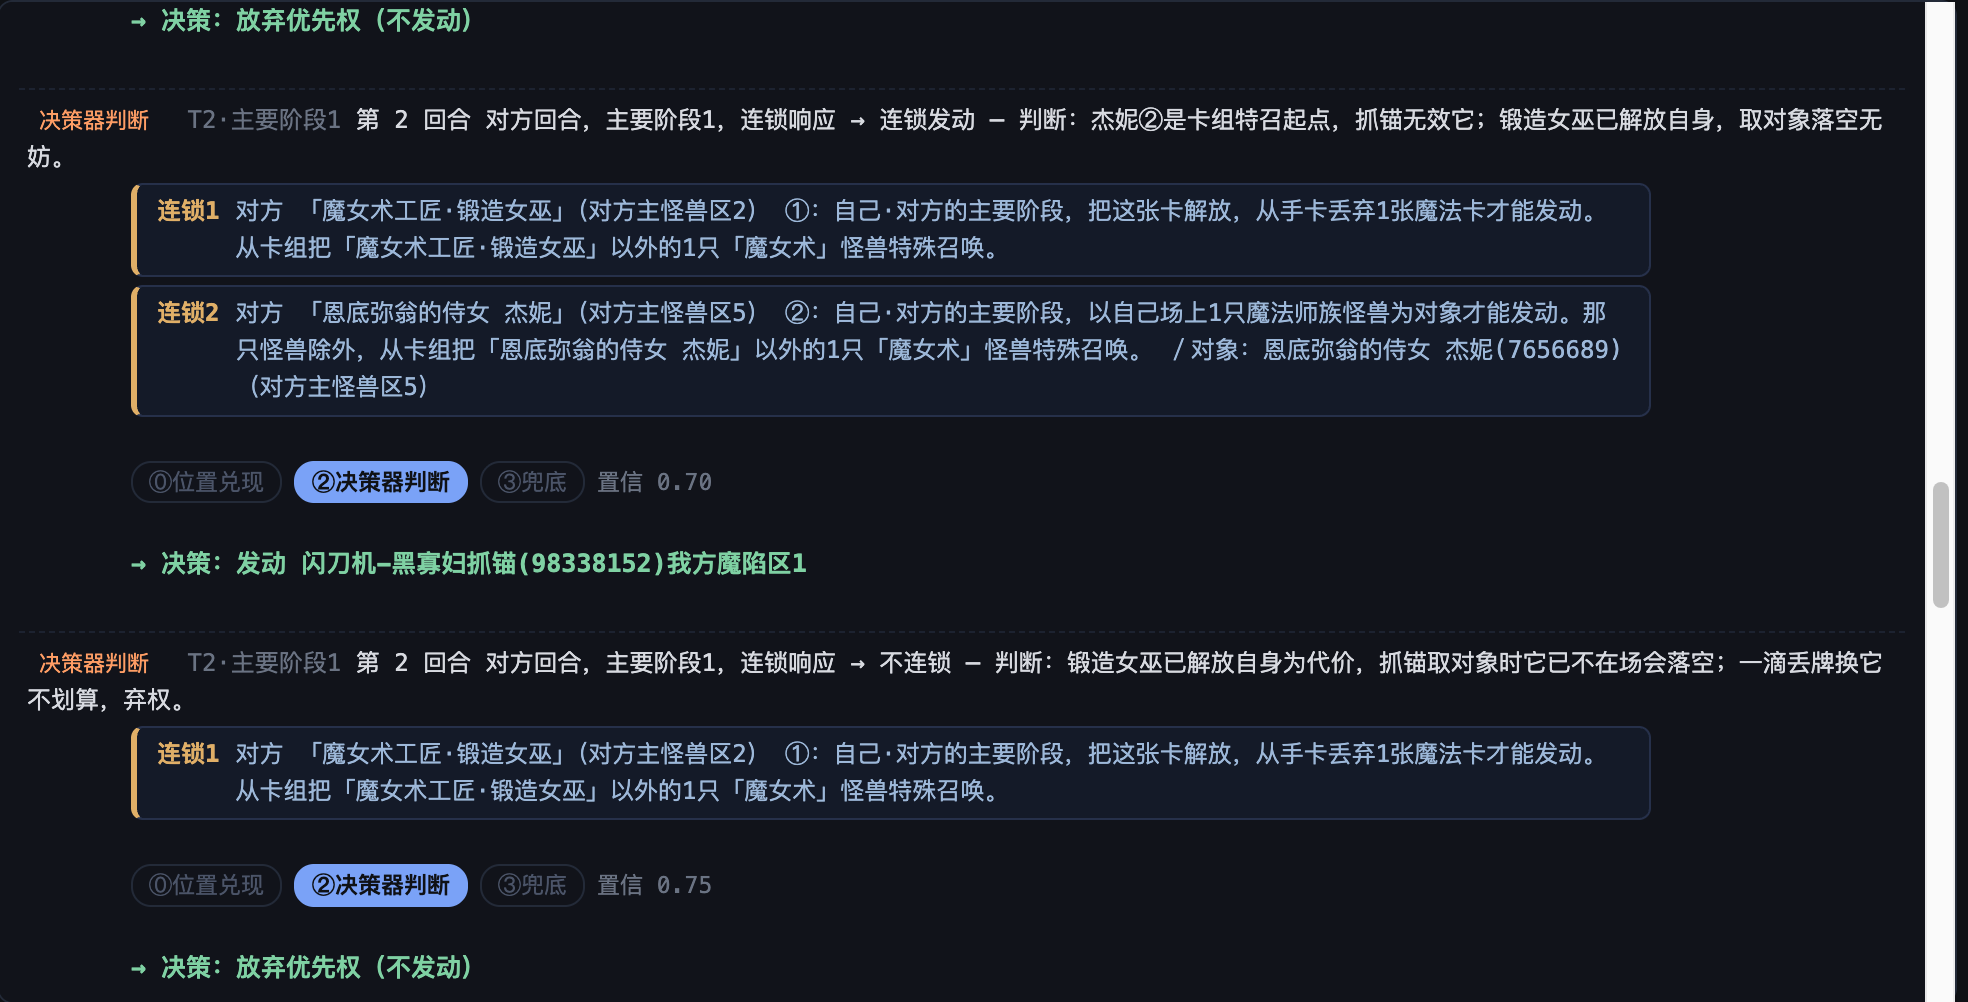 → 决策: 放弃优先权 (不发动)
决策器判断 T2·主要阶段1 第 2 回合 对方回合, 主要阶段1, 连锁响应 → 连锁发动 — 判断: 杰妮②是卡组特召起点, 抓锚无效它; 锻造女巫已解放自身, 取对象落空无
妨。
连锁1 对方 「魔女术工匠·锻造女巫」(对方主怪兽区2) ①: 自己·对方的主要阶段, 把这张卡解放, 从手卡丢弃1张魔法卡才能发动。
从卡组把「魔女术工匠·锻造女巫」以外的1只「魔女术」怪兽特殊召唤。
连锁2 对方 「恩底弥翁的侍女 杰妮」(对方主怪兽区5) ②: 自己·对方的主要阶段, 以自己场上1只魔法师族怪兽为对象才能发动。那
只怪兽除外, 从卡组把「恩底弥翁的侍女 杰妮」以外的1只「魔女术」怪兽特殊召唤。 / 对象: 恩底弥翁的侍女 杰妮(7656689)
(对方主怪兽区5)
⓪位置兑现 ②决策器判断 ③兜底 置信 0.70
→ 决策: 发动 闪刀机—黑寡妇抓锚(98338152)我方魔陷区1
决策器判断 T2·主要阶段1 第 2 回合 对方回合, 主要阶段1, 连锁响应 → 不连锁 — 判断: 锻造女巫已解放自身为代价, 抓锚取对象时它已不在场会落空; 一滴丢牌换它
不划算, 弃权。
连锁1 对方 「魔女术工匠·锻造女巫」(对方主怪兽区2) ①: 自己·对方的主要阶段, 把这张卡解放, 从手卡丢弃1张魔法卡才能发动。
从卡组把「魔女术工匠·锻造女巫」以外的1只「魔女术」怪兽特殊召唤。
⓪位置兑现 ②决策器判断 ③兜底 置信 0.75
→ 决策: 放弃优先权 (不发动)